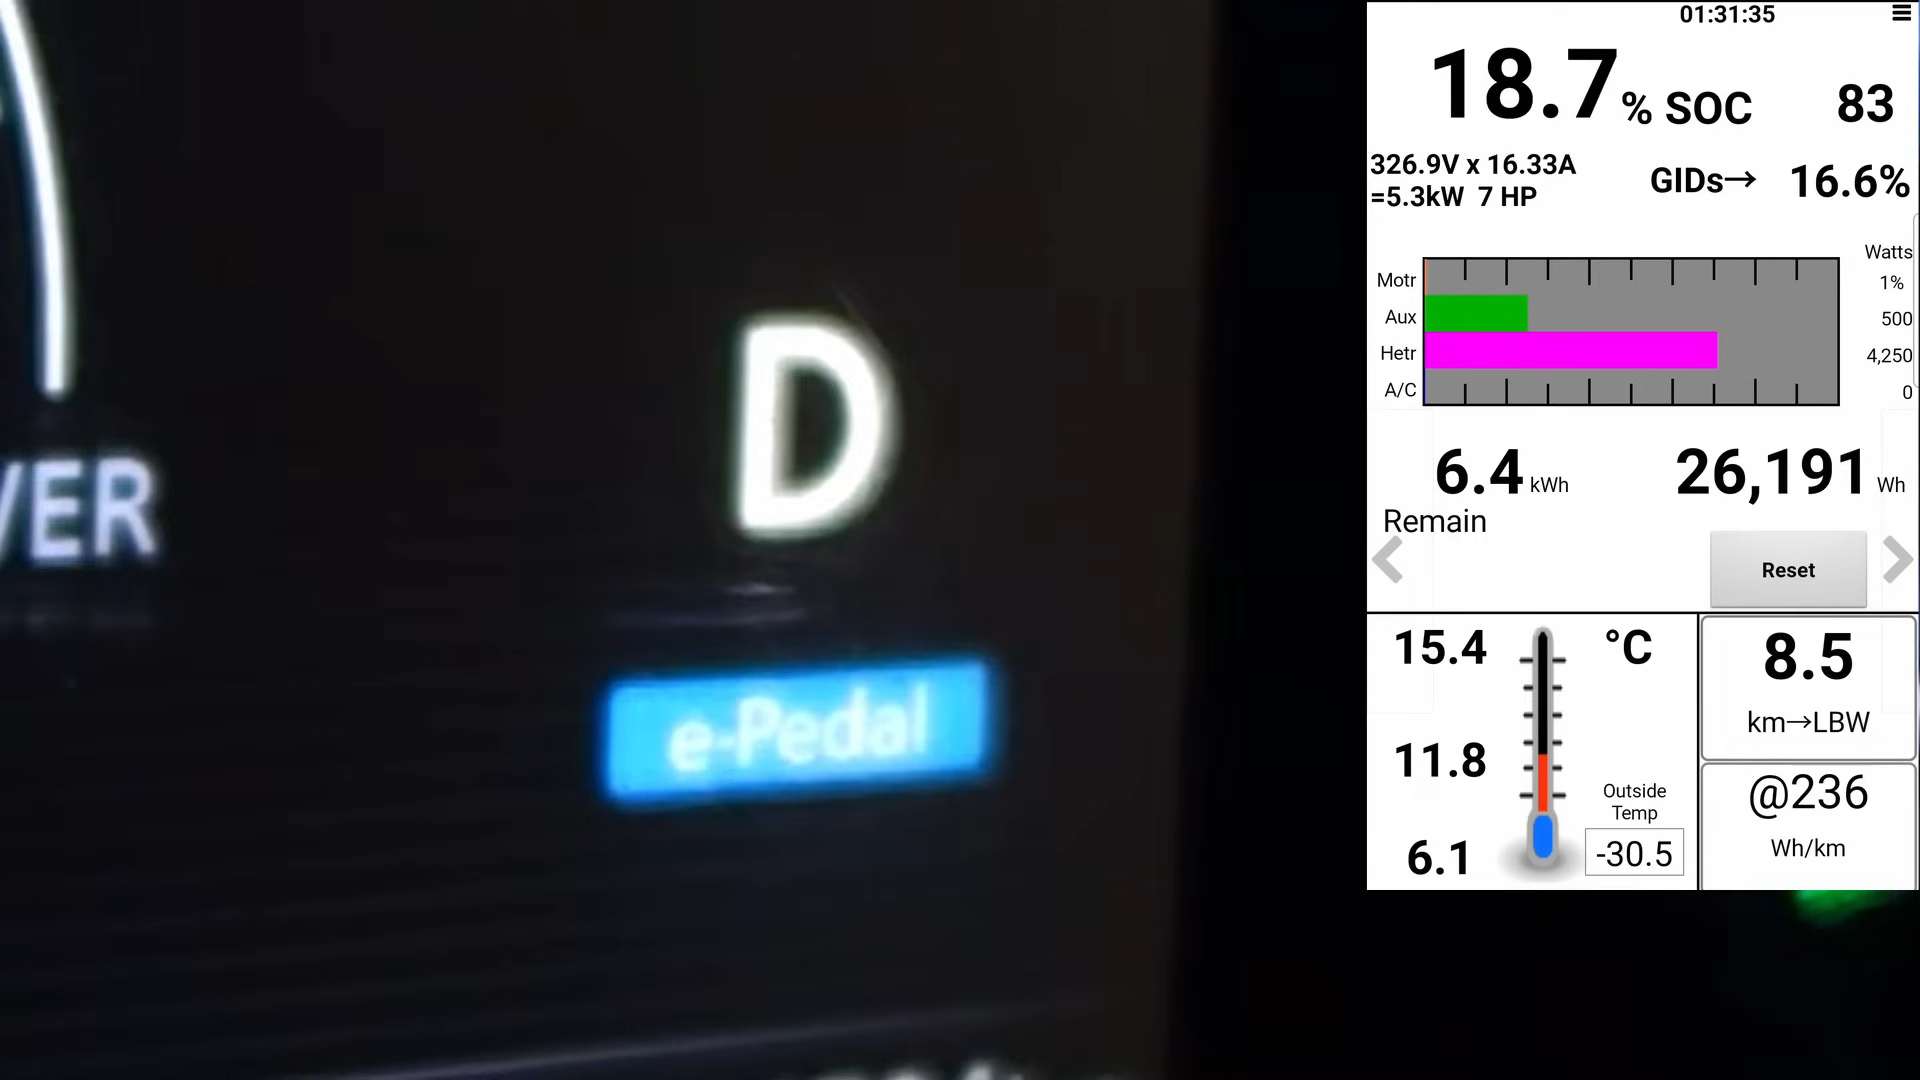 D
e-Pedal
01:31:35
18.7 % SOC 83
326.9V x 16.33A
=5.3kW 7 HP
GIDs→ 16.6%
Watts
Motr 1%
Aux 500
Hetr 4,250
A/C 0
6.4 kWh
Remain
26,191 Wh
Reset
15.4 °C
11.8
6.1
Outside
Temp
-30.5
8.5
km→LBW
@236
Wh/km